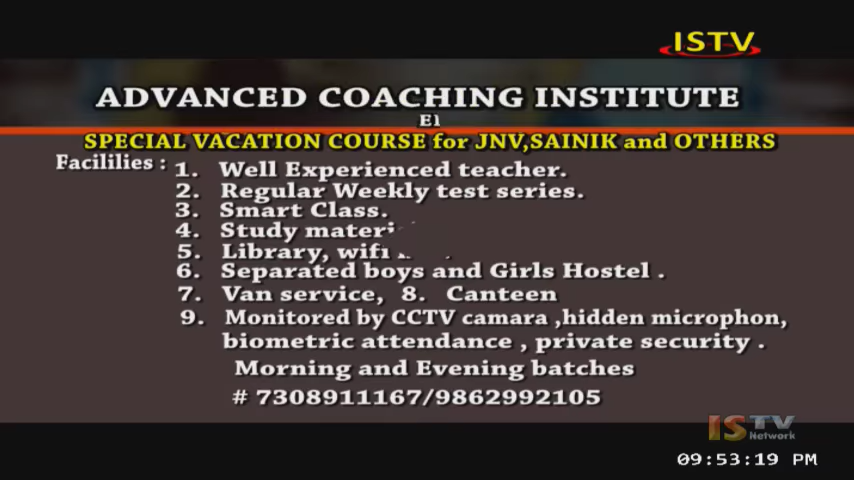 ISTV
ADVANCED COACHING INSTITUTE
El
SPECIAL VACATION COURSE for JNV,SAINIK and OTHERS
Facililies :
1. Well Experienced teacher.
2. Regular Weekly test series.
3. Smart Class.
4. Study materi
5. Library, wifi
6. Separated boys and Girls Hostel .
7. Van service, 8. Canteen
9. Monitored by CCTV camara ,hidden microphon,
biometric attendance , private security .
Morning and Evening batches
# 7308911167/9862992105
ISTV
Network
09:53:19 PM